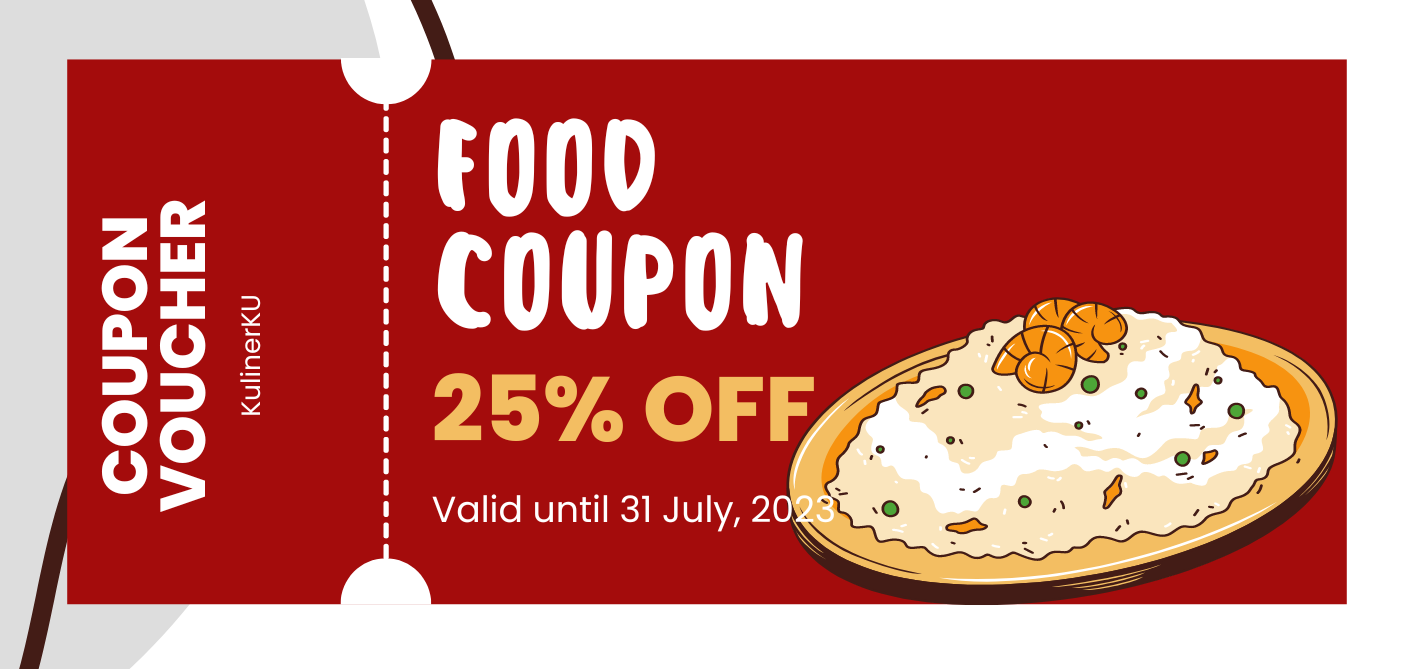 COUPON
VOUCHER
KulinerKU
FOOD
COUPON
25% OFF
Valid until 31 July, 2023